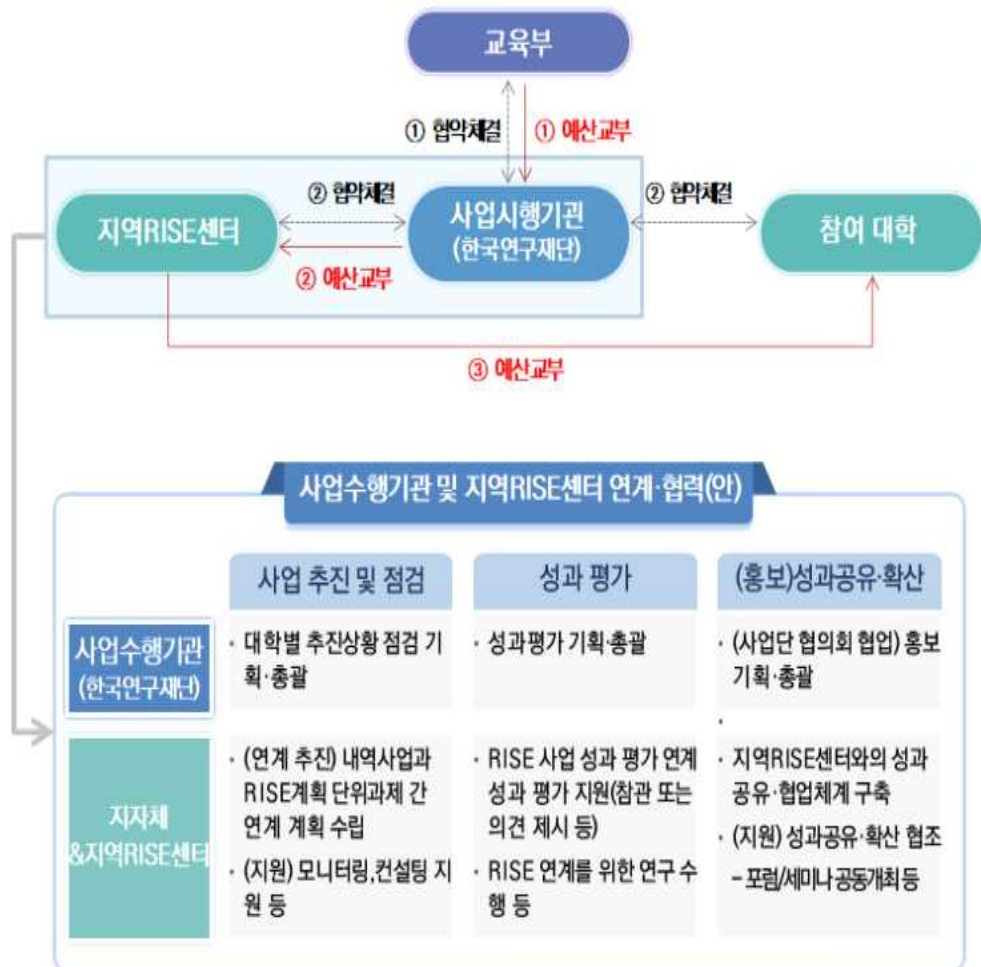 교육부
① 협약체결
① 예산교부
지역RISE센터
② 협약체결
사업시행기관
(한국연구재단)
② 협약체결
참여 대학
② 예산교부
③ 예산교부
사업수행기관 및 지역RISE센터 연계·협력(안)
사업 추진 및 점검
성과 평가
(홍보)성과공유·확산
사업수행기관
(한국연구재단)
· 대학별 추진상황 점검 기
획·총괄
· 성과평가 기획·총괄
· (사업단 협의회 협업) 홍보
기획·총괄
·
지자체
&지역RISE센터
· (연계 추진) 내역사업과
RISE계획 단위과제 간
연계 계획 수립
· (지원) 모니터링,컨설팅 지
원 등
· RISE 사업 성과 평가 연계
성과 평가 지원(참관 또는
의견 제시 등)
· RISE 연계를 위한 연구 수
행 등
· 지역RISE센터와의 성과
공유·협업체계 구축
· (지원) 성과공유·확산 협조
– 포럼/세미나 공동개최 등